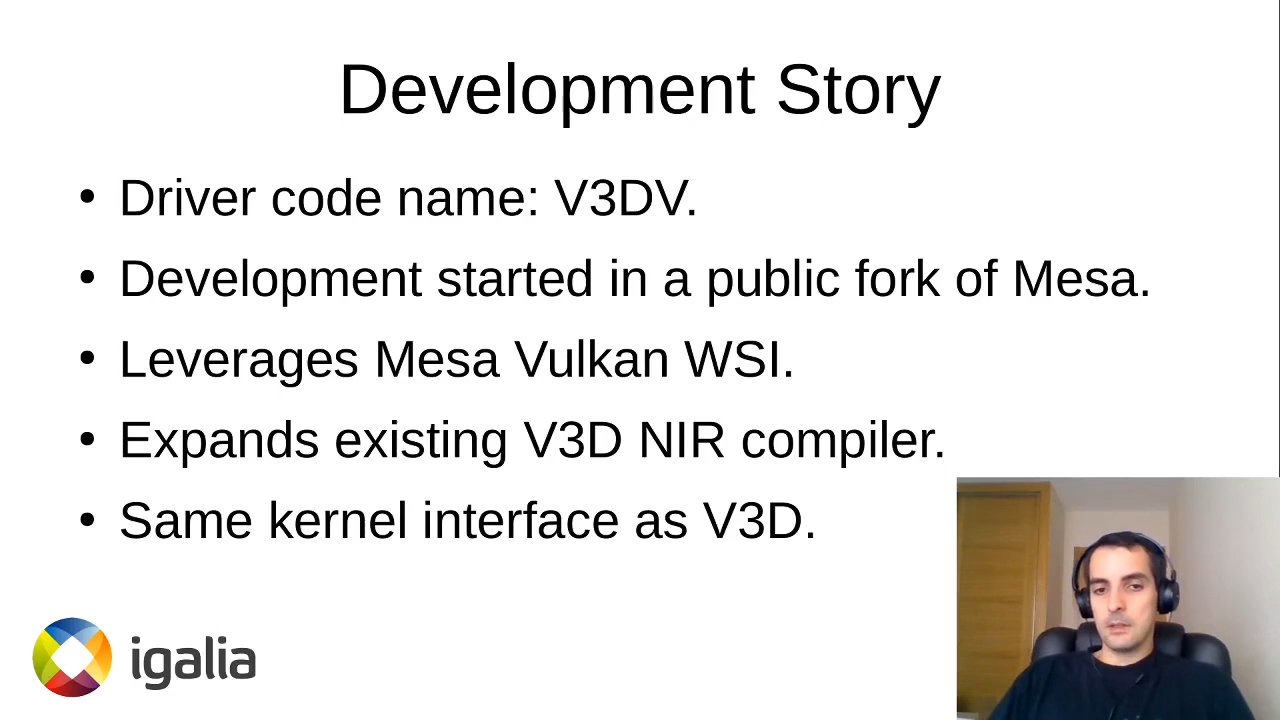 Development Story
• Driver code name: V3DV.
• Development started in a public fork of Mesa.
• Leverages Mesa Vulkan WSI.
• Expands existing V3D NIR compiler.
• Same kernel interface as V3D.
igalia